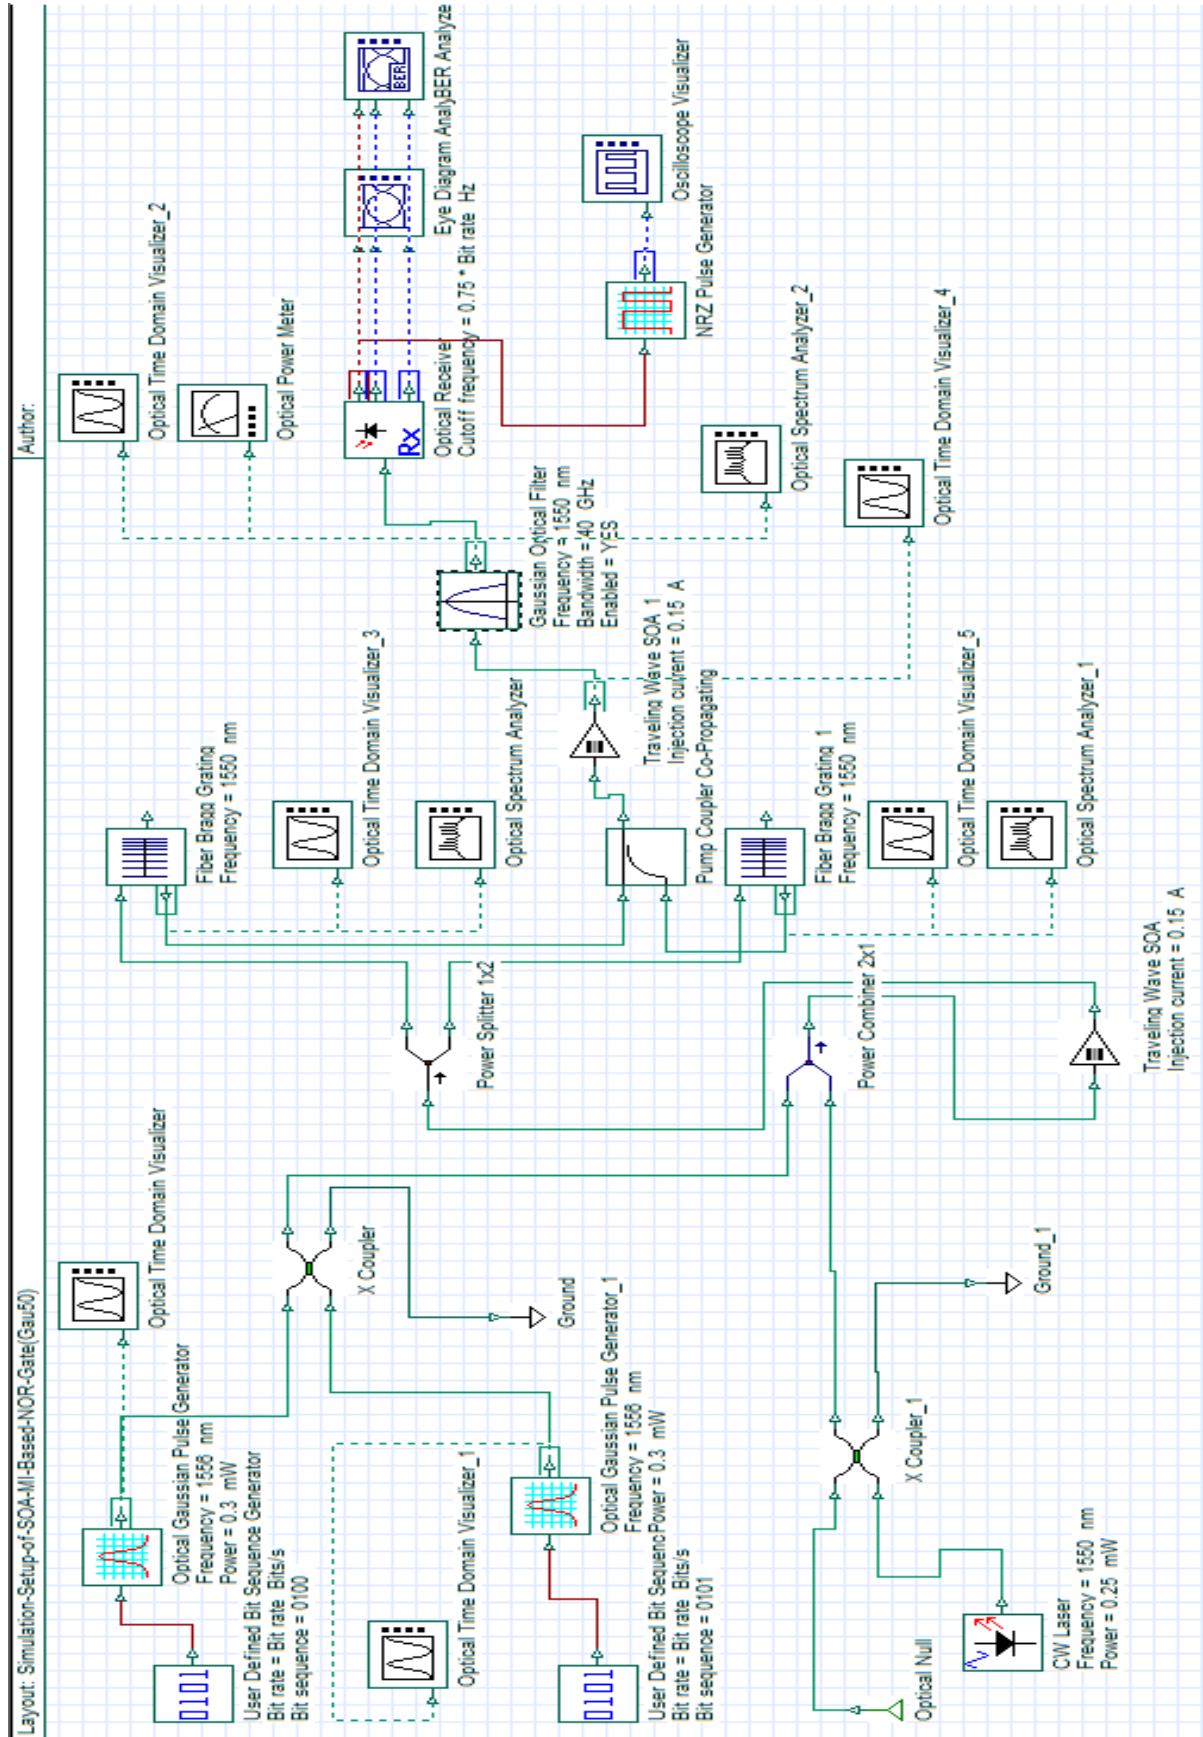 Layout: Simulation-Setup-of-SOA-MI-Based-NOR-Gate(Gau50)
Author:
Optical Time Domain Visualizer
Optical Gaussian Pulse Generator
Frequency = 1556 nm
Power = 0.3 mW
User Defined Bit Sequence Generator
Bit rate = Bit rate Bits/s
Bit sequence = 0100
0101
X Coupler
Ground
Optical Time Domain Visualizer_1
Optical Gaussian Pulse Generator_1
Frequency = 1556 nm
Power = 0.3 mW
User Defined Bit Sequenc
Bit rate = Bit rate Bits/s
Bit sequence = 0101
0101
X Coupler_1
Ground_1
Optical Null
CW Laser
Frequency = 1550 nm
Power = 0.25 mW
Power Splitter 1x2
Power Combiner 2x1
Traveling Wave SOA
Injection current = 0.15 A
Fiber Bragg Grating
Frequency = 1550 nm
Optical Time Domain Visualizer_3
Optical Spectrum Analyzer
Pump Coupler Co-Propagating
Fiber Bragg Grating 1
Frequency = 1550 nm
Optical Time Domain Visualizer_5
Optical Spectrum Analyzer_1
Traveling Wave SOA 1
Injection current = 0.15 A
Gaussian Optical Filter
Frequency = 1550 nm
Bandwidth = 40 GHz
Enabled = YES
Optical Time Domain Visualizer_2
Optical Power Meter
Rx
Optical Receiver
Cutoff frequency = 0.75 * Bit rate Hz
Eye Diagram Analy
BER Analyze
BER
NRZ Pulse Generator
Oscilloscope Visualizer
Optical Spectrum Analyzer_2
Optical Time Domain Visualizer_4